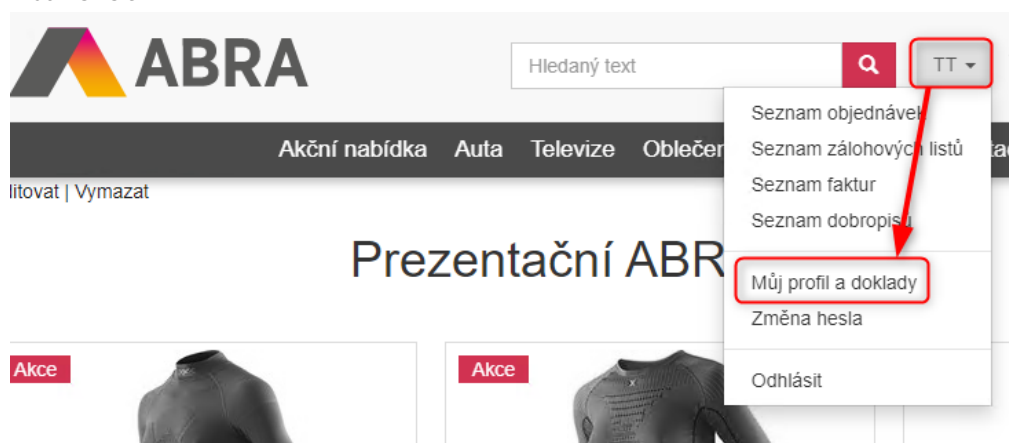 ABRA
Hledaný text
TT
Seznam objednávek
Seznam zálohových listů
Seznam faktur
Seznam dobropisů
Můj profil a doklady
Změna hesla
Odhlásit
Akční nabídka Auta Televize
litovat | Vymazat
Prezentační ABR
Akce
Akce